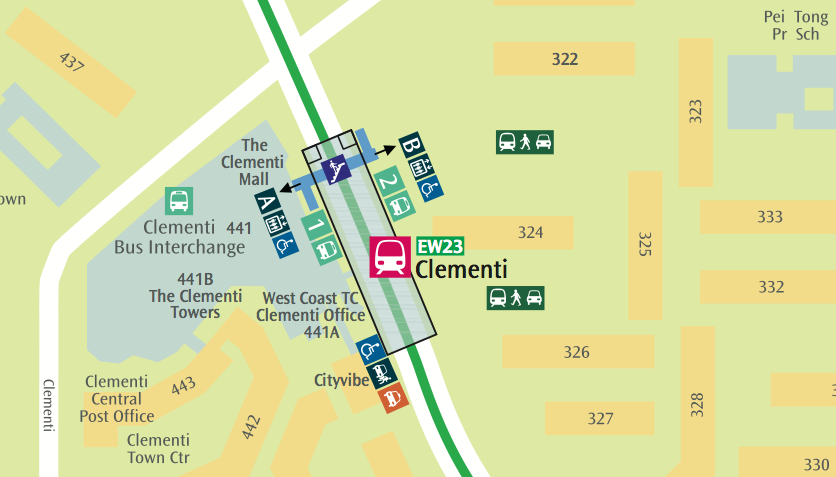 Pei Tong
Pr Sch
437
322
323
The
Clementi
Mall
B
A
2
1
own
Clementi
Bus Interchange
441
324
325
333
EW23
Clementi
332
441B
The Clementi
Towers
West Coast TC
Clementi Office
441A
326
Cityvibe
Clementi
Clementi
Central
Post Office
443
442
327
328
3
Clementi
Town Ctr
330